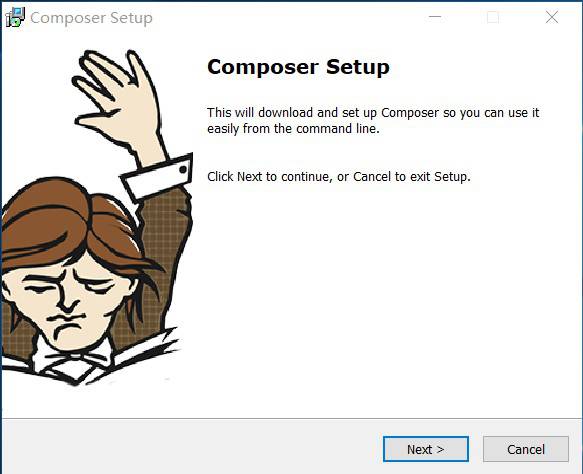 Composer Setup
Composer Setup
This will download and set up Composer so you can use it
easily from the command line.
Click Next to continue, or Cancel to exit Setup.
Next >
Cancel